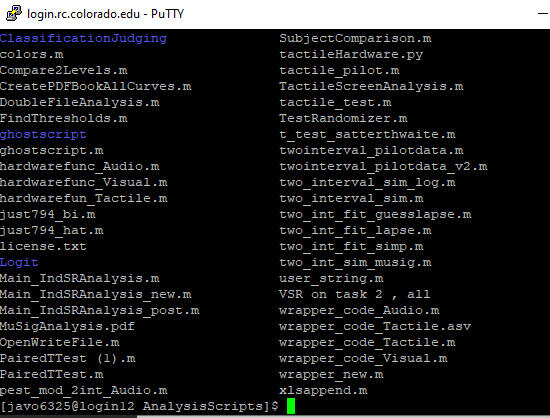 login.rc.colorado.edu - PuTTY
ClassificationJudging SubjectComparison.m
colors.m tactileHardware.py
Compare2Levels.m tactile_pilot.m
CreatePDFBookAllCurves.m TactileScreenAnalysis.m
DoubleFileAnalysis.m tactile_test.m
FindThresholds.m TestRandomizer.m
ghostscript t_test_satterthwaite.m
ghostscript.m twointerval_pilotdata.m
hardwarefunc_Audio.m twointerval_pilotdata_v2.m
hardwarefunc_Visual.m two_interval_sim_log.m
hardwarefun_Tactile.m two_interval_sim.m
just794_bi.m two_int_fit_guesslapse.m
just794_hat.m two_int_fit_lapse.m
license.txt two_int_fit_simp.m
Logit two_int_sim_musig.m
Main_IndSRAnalysis.m user_string.m
Main_IndSRAnalysis_new.m VSR on task 2 , all
Main_IndSRAnalysis_post.m wrapper_code_Audio.m
MuSigAnalysis.pdf wrapper_code_Tactile.asv
OpenWriteFile.m wrapper_code_Tactile.m
PairedTTest (1).m wrapper_code_Visual.m
PairedTTest.m wrapper_new.m
pest_mod_2int_Audio.m xlsappend.m
[javo6325@login12 AnalysisScripts]$